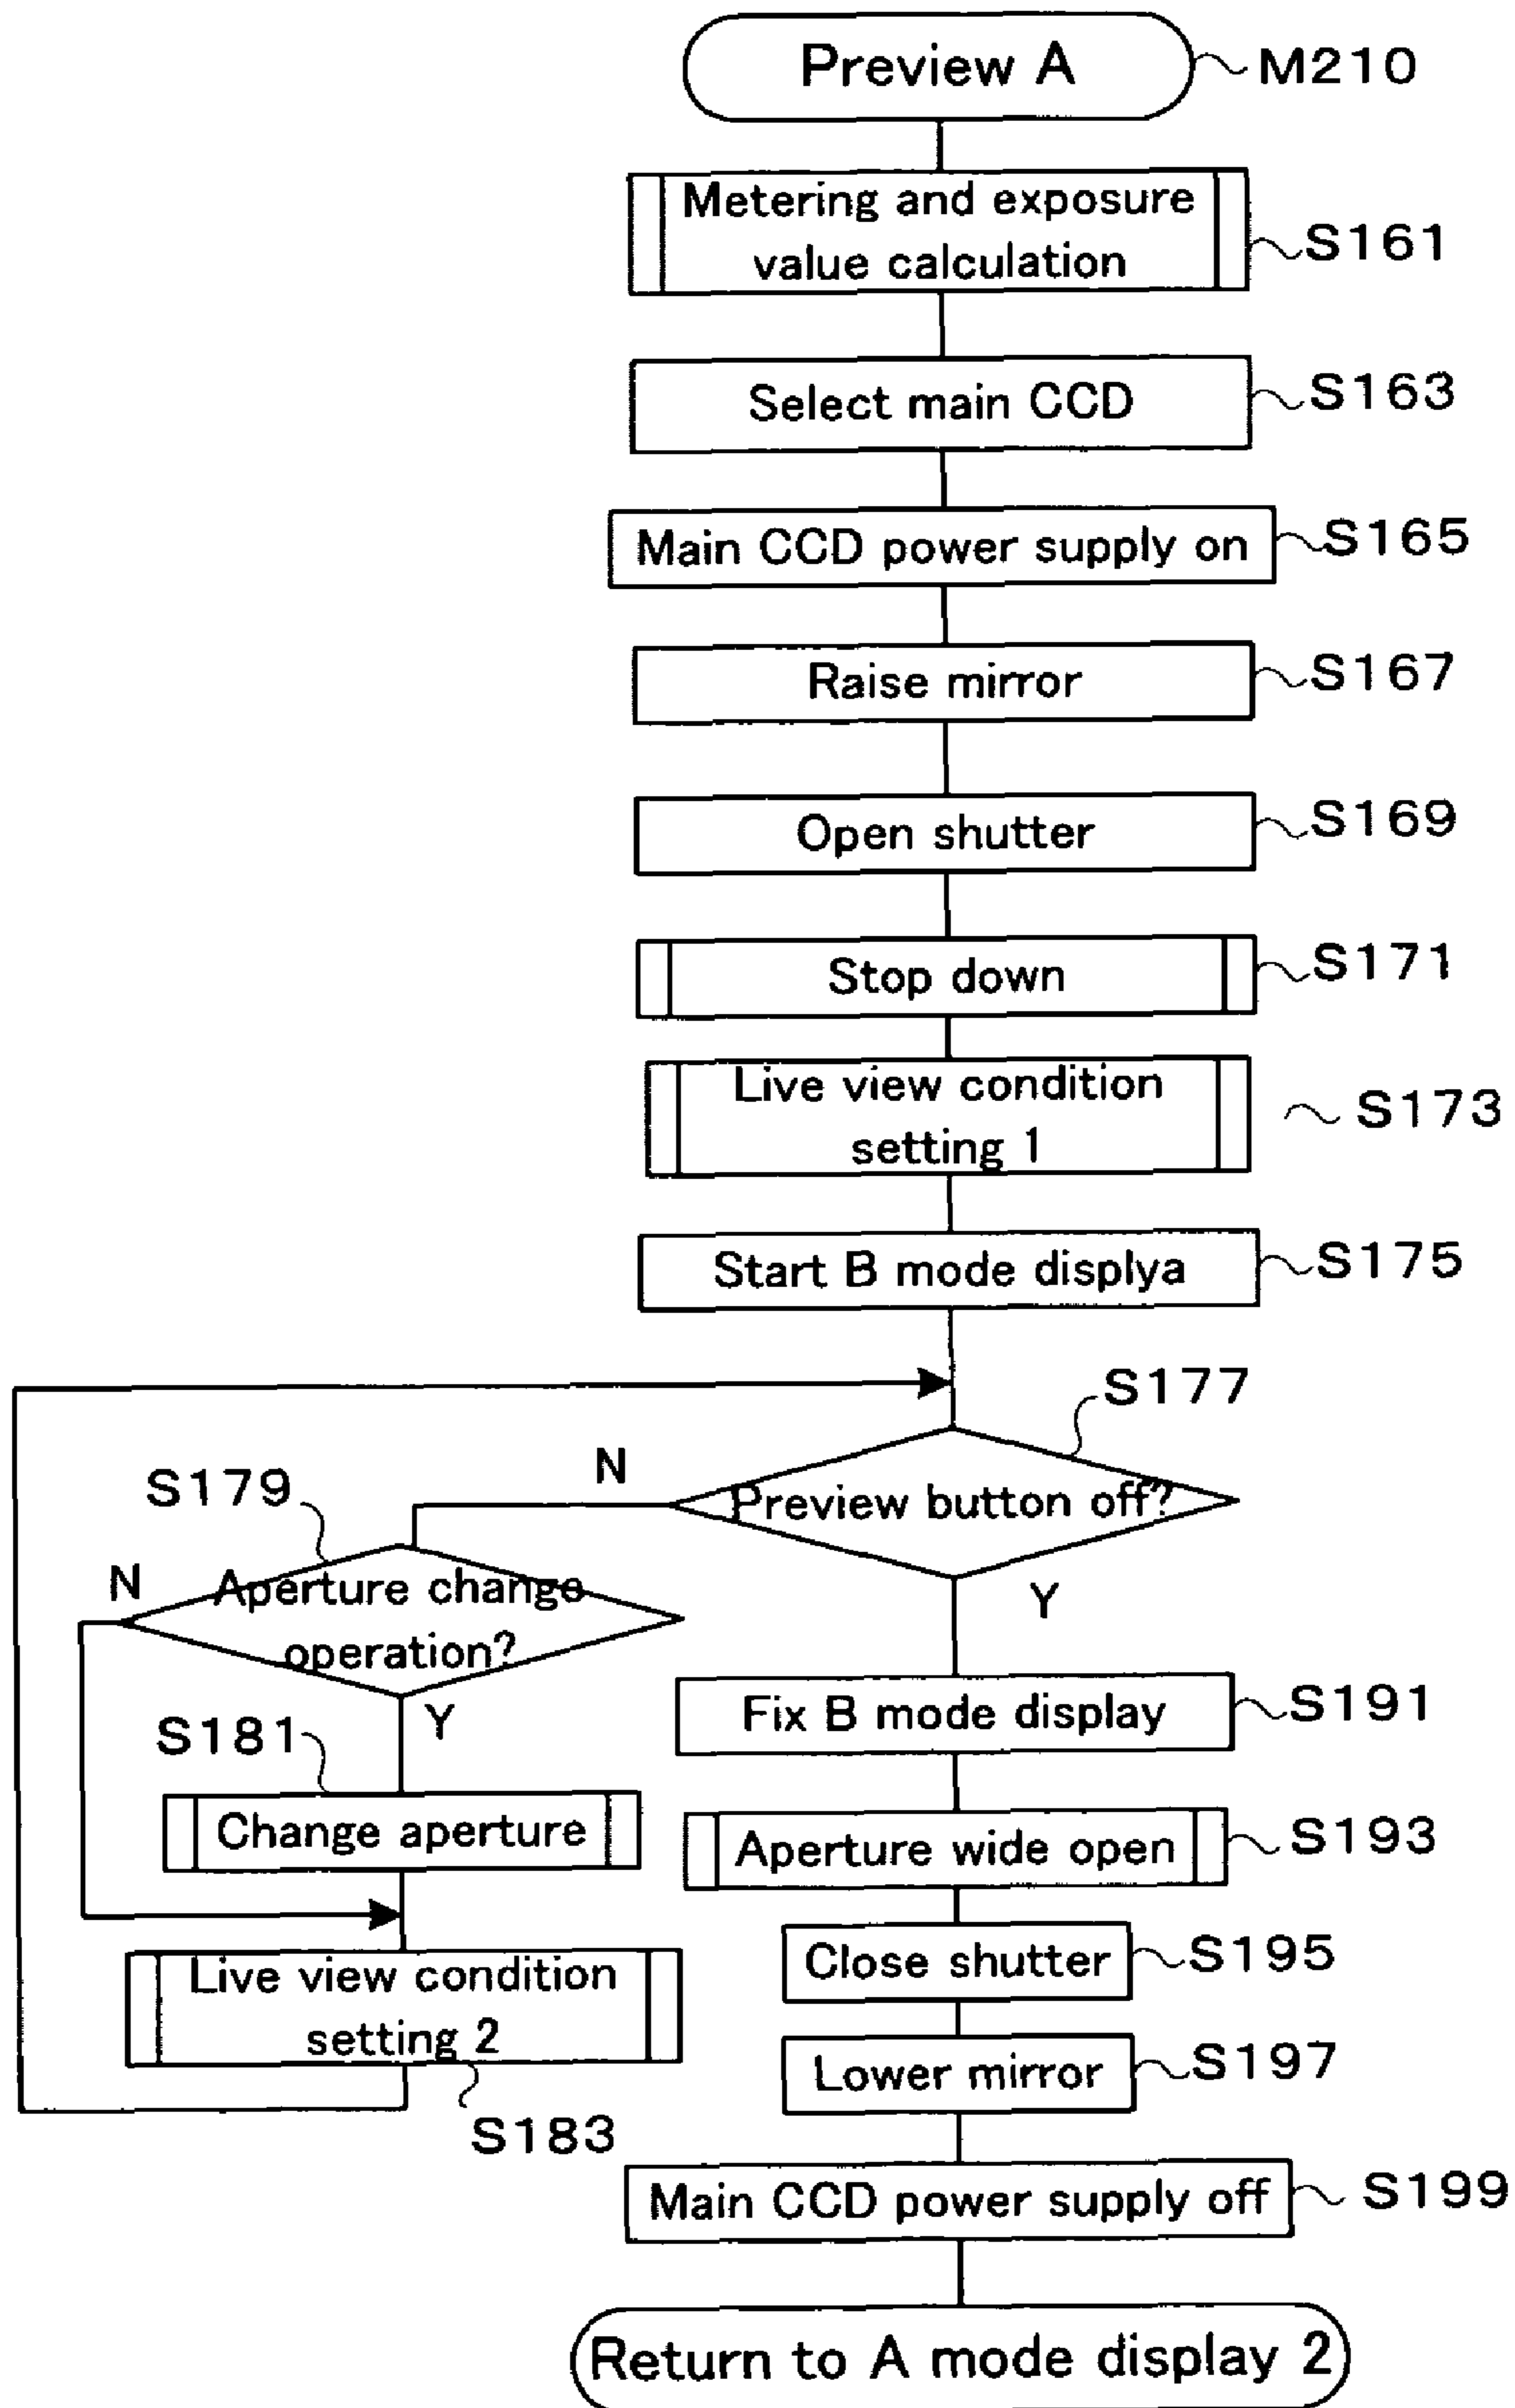 Preview A
M210
Metering and exposure
value calculation
S161
Select main CCD
S163
Main CCD power supply on
S165
Raise mirror
S167
Open shutter
S169
Stop down
S171
Live view condition
setting 1
S173
Start B mode displya
S175
S177
Preview button off?
N
Y
S179
Aperture change
operation?
N
Y
S181
Change aperture
Live view condition
setting 2
S183
Fix B mode display
S191
Aperture wide open
S193
Close shutter
S195
Lower mirror
S197
Main CCD power supply off
S199
Return to A mode display 2